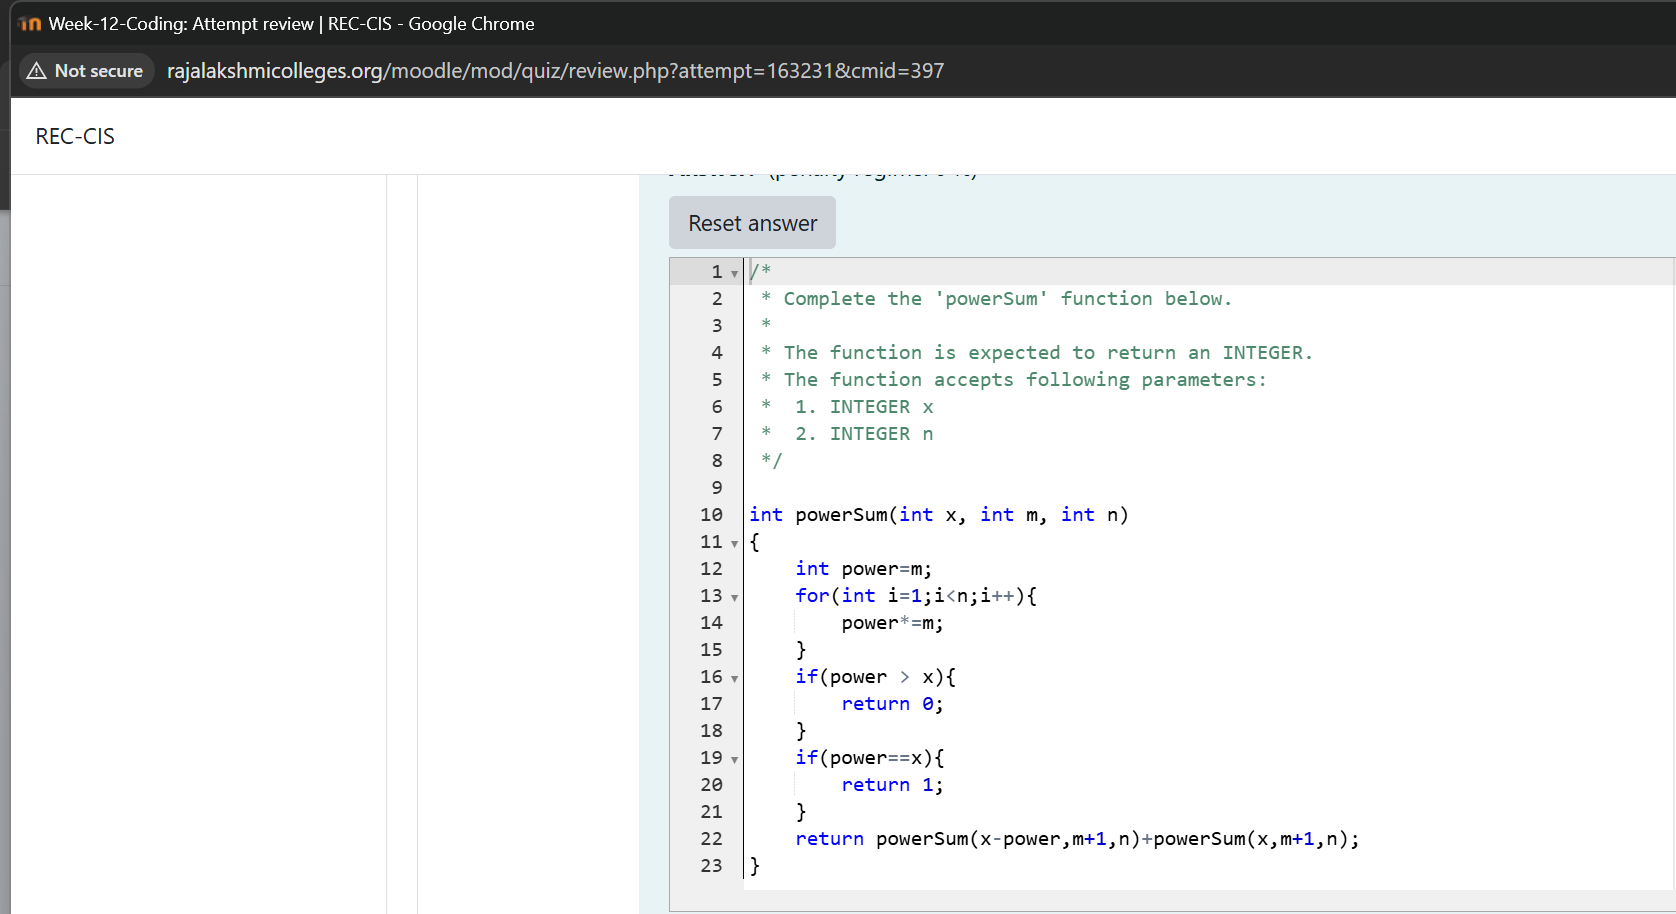 Week-12-Coding: Attempt review | REC-CIS - Google Chrome
Not secure rajalakshmicolleges.org/moodle/mod/quiz/review.php?attempt=163231&cmid=397
REC-CIS
Reset answer
1 /*
2  * Complete the 'powerSum' function below.
3  *
4  * The function is expected to return an INTEGER.
5  * The function accepts following parameters:
6  *  1. INTEGER x
7  *  2. INTEGER n
8  */
9
10 int powerSum(int x, int m, int n)
11 {
12     int power=m;
13     for(int i=1;i<n;i++){
14         power*=m;
15     }
16     if(power > x){
17         return 0;
18     }
19     if(power==x){
20         return 1;
21     }
22     return powerSum(x-power,m+1,n)+powerSum(x,m+1,n);
23 }